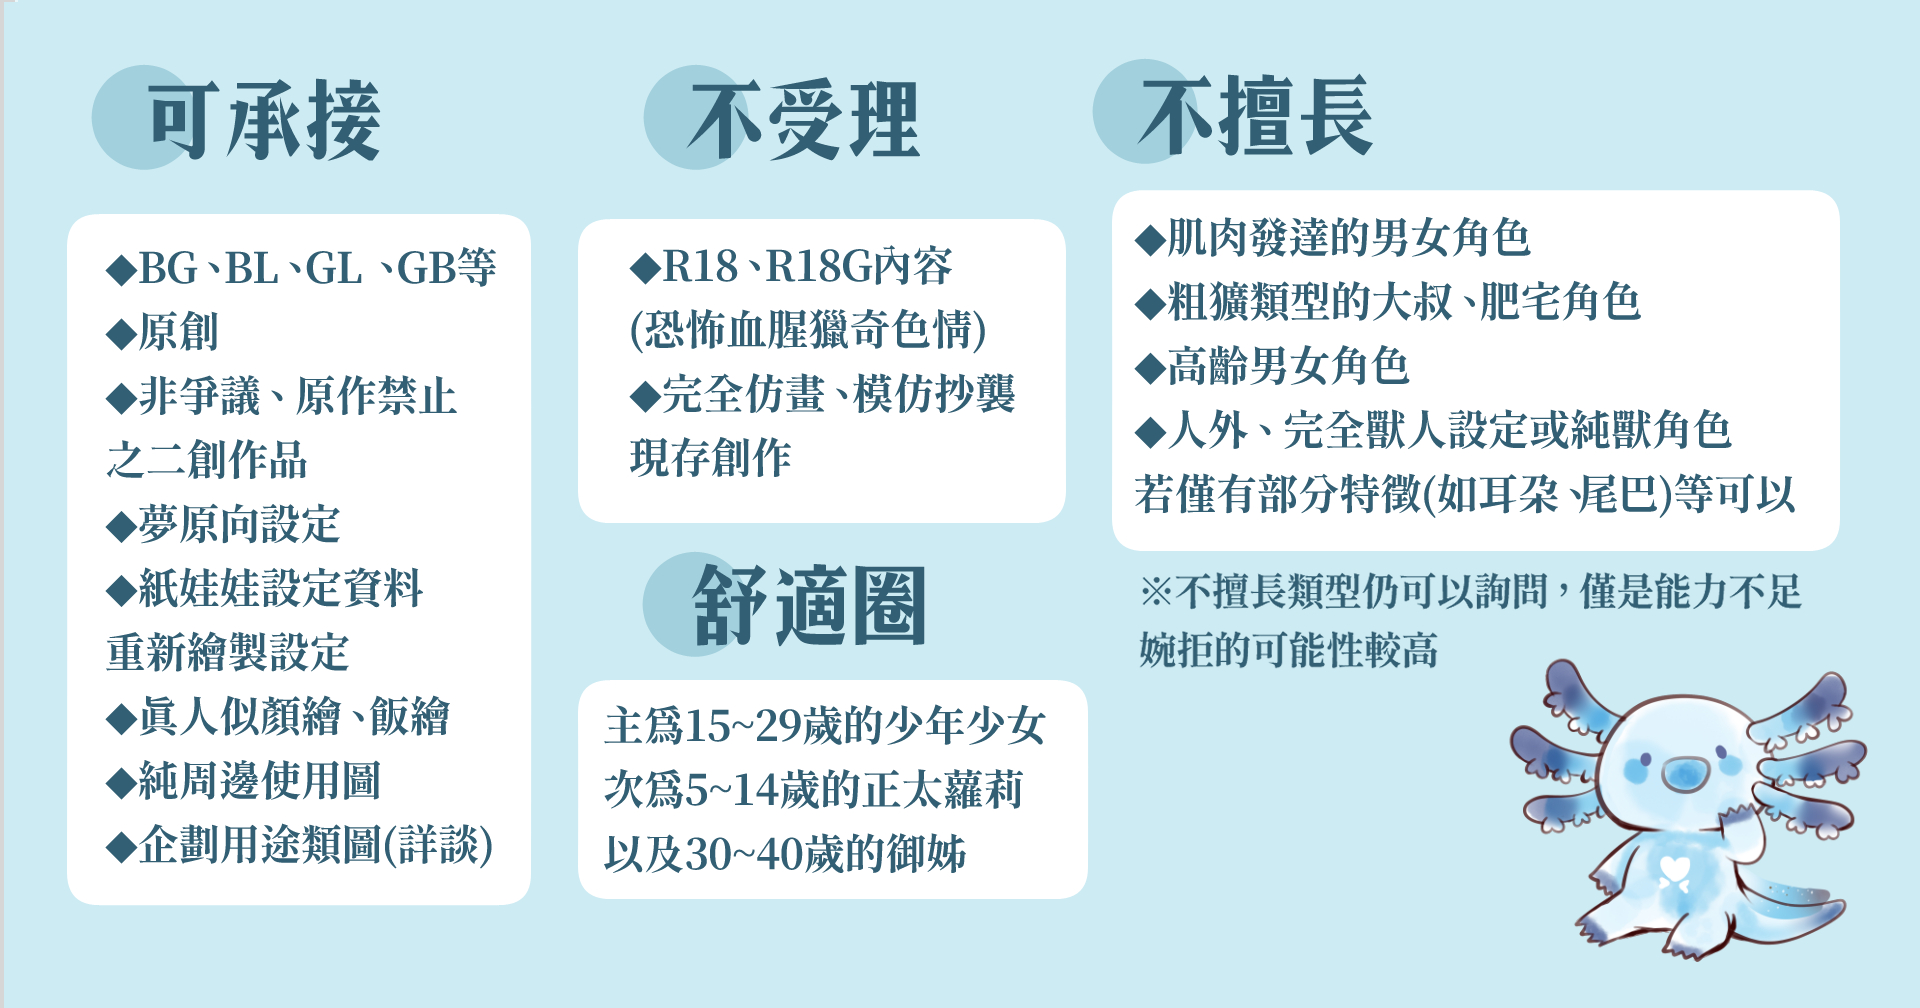 可承接
◆BG、BL、GL、GB等
◆原創
◆非爭議、原作禁止
之二創作品
◆夢原向設定
◆紙娃娃設定資料
重新繪製設定
◆眞人似顏繪、飯繪
◆純周邊使用圖
◆企劃用途類圖(詳談)
不受理
◆R18、R18G內容
(恐怖血腥獵奇色情)
◆完全仿畫、模仿抄襲
現存創作
舒適圈
主爲15~29歲的少年少女
次爲5~14歲的正太蘿莉
以及30~40歲的御姊
不擅長
◆肌肉發達的男女角色
◆粗獷類型的大叔、肥宅角色
◆高齡男女角色
◆人外、完全獸人設定或純獸角色
若僅有部分特徵(如耳朵、尾巴)等可以
※不擅長類型仍可以詢問，僅是能力不足
婉拒的可能性較高